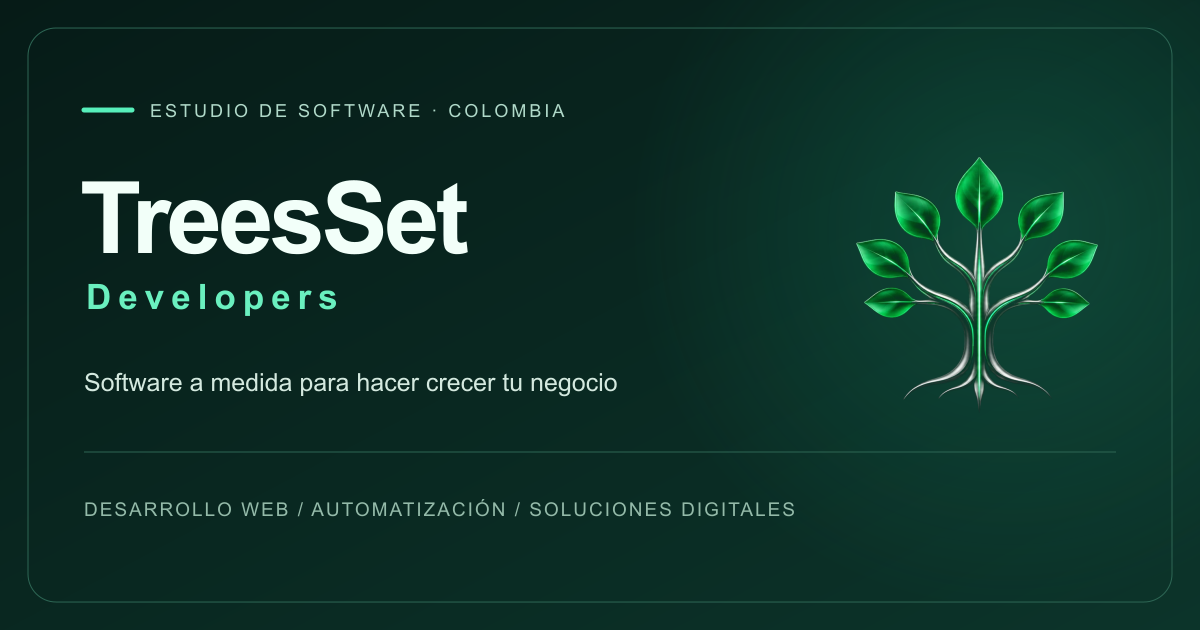 ESTUDIO DE SOFTWARE · COLOMBIA
TreesSet
Developers
Software a medida para hacer crecer tu negocio
DESARROLLO WEB / AUTOMATIZACIÓN / SOLUCIONES DIGITALES